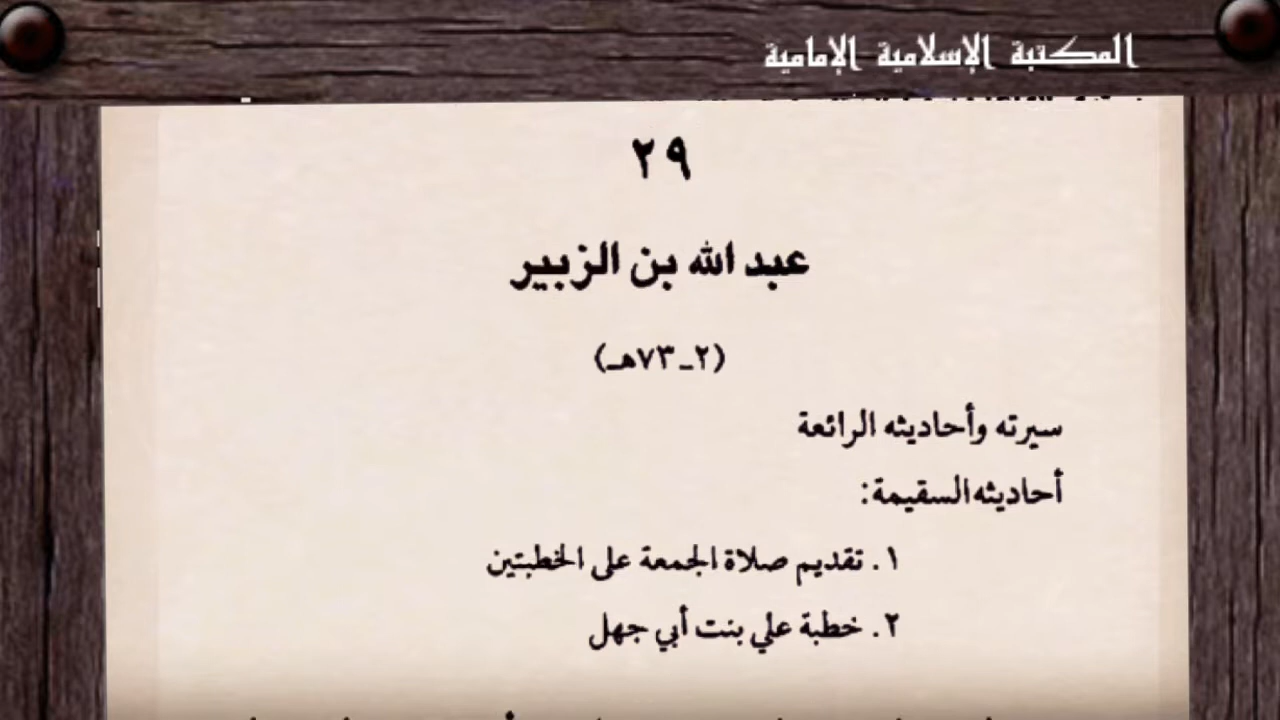 المكتبة الإسلامية الإمامية
٢٩
عبد الله بن الزبير
(٢ـ٧٣هـ)
سيرته وأحاديثه الرائعة
أحاديثه السقيمة:
١. تقديم صلاة الجمعة على الخطبتين
٢. خطبة علي بنت أبي جهل